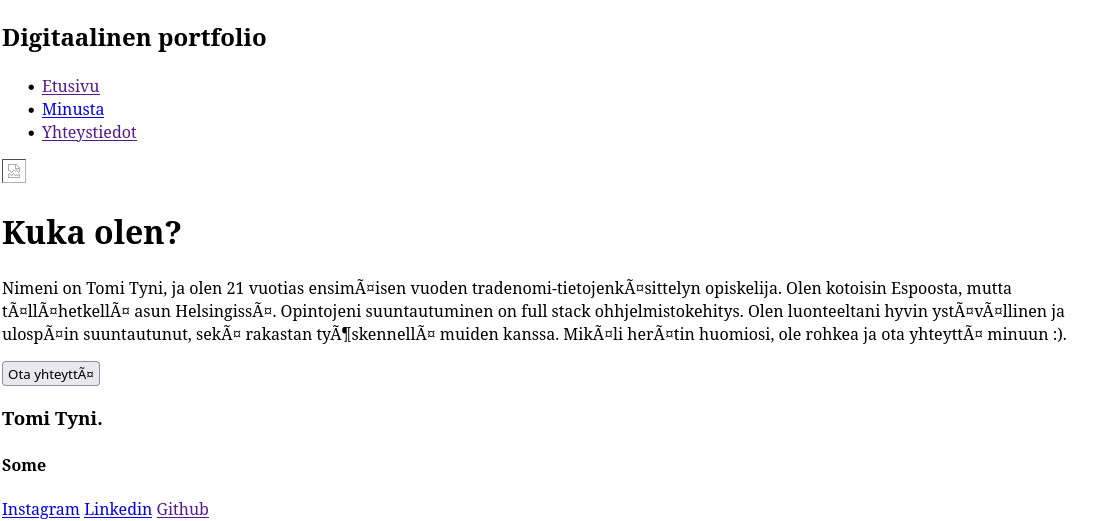 Digitaalinen portfolio
Etusivu
Minusta
Yhteystiedot
Kuka olen?
Nimeni on Tomi Tyni, ja olen 21 vuotias ensimÃ¤isen vuoden tradenomi-tietojenkÃ¤sittelyn opiskelija. Olen kotoisin Espoosta, mutta
tÃ¤llÃ¤hetkellÃ¤ asun HelsingissÃ¤. Opintojeni suuntautuminen on full stack ohhjelmistokehitys. Olen luonteeltani hyvin ystÃ¤vÃ¤llinen ja
ulospÃ¤in suuntautunut, sekÃ¤ rakastan tyÃ¶skennellÃ¤ muiden kanssa. MikÃ¤li herÃ¤tin huomiosi, ole rohkea ja ota yhteyttÃ¤ minuun :).
Ota yhteyttÃ¤
Tomi Tyni.
Some
Instagram Linkedin Github